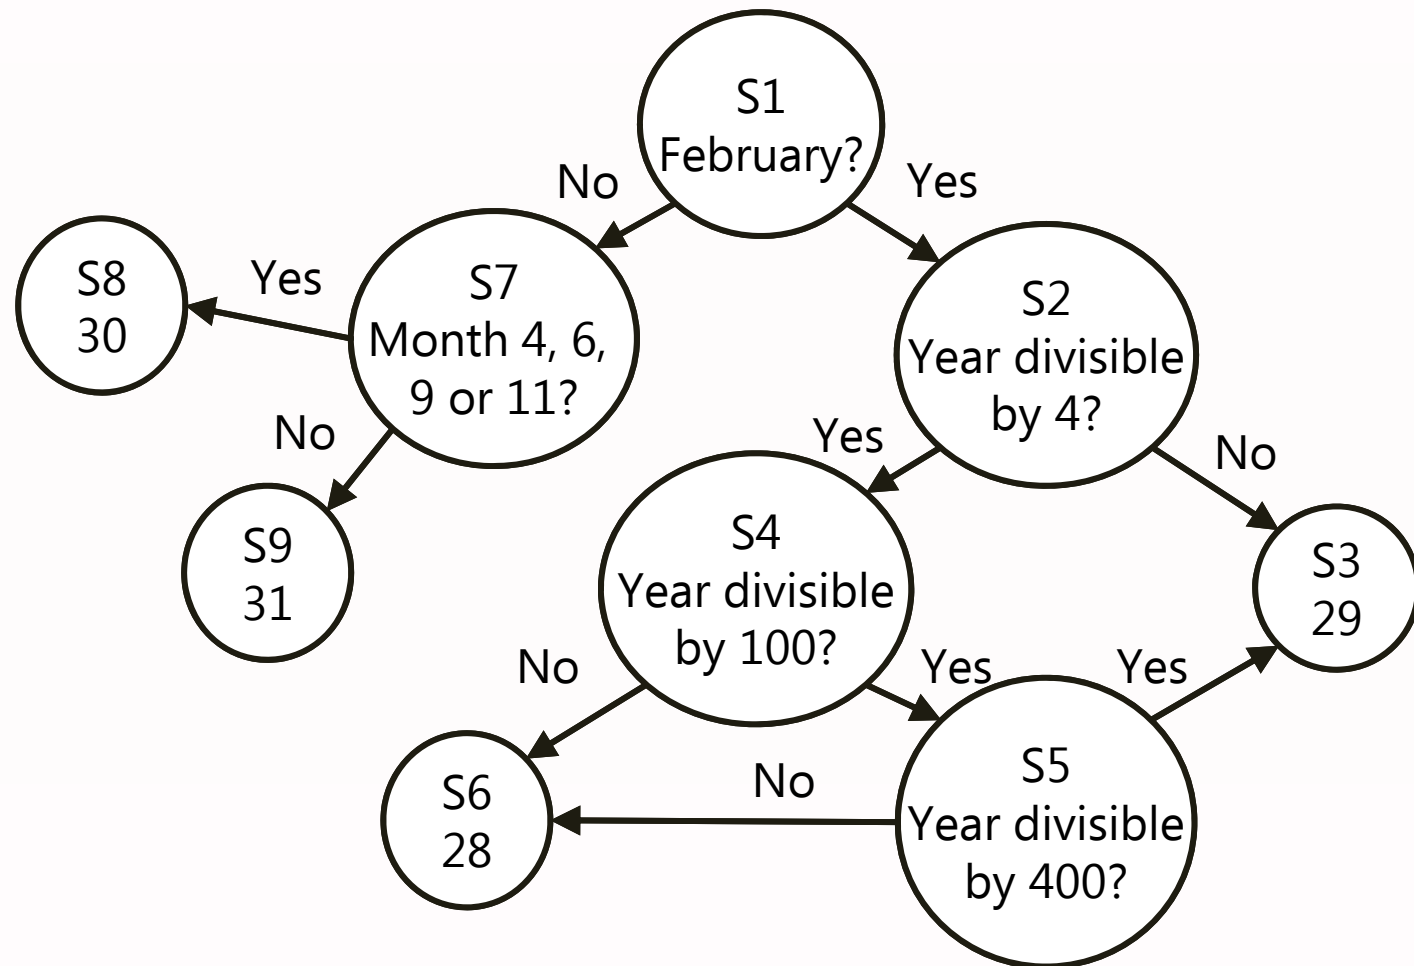 S1
February?
No
Yes
S8
30
Yes
S7
Month 4, 6,
9 or 11?
S2
Year divisible
by 4?
No
Yes
No
S9
31
S4
Year divisible
by 100?
S3
29
No
Yes
Yes
S6
28
No
S5
Year divisible
by 400?